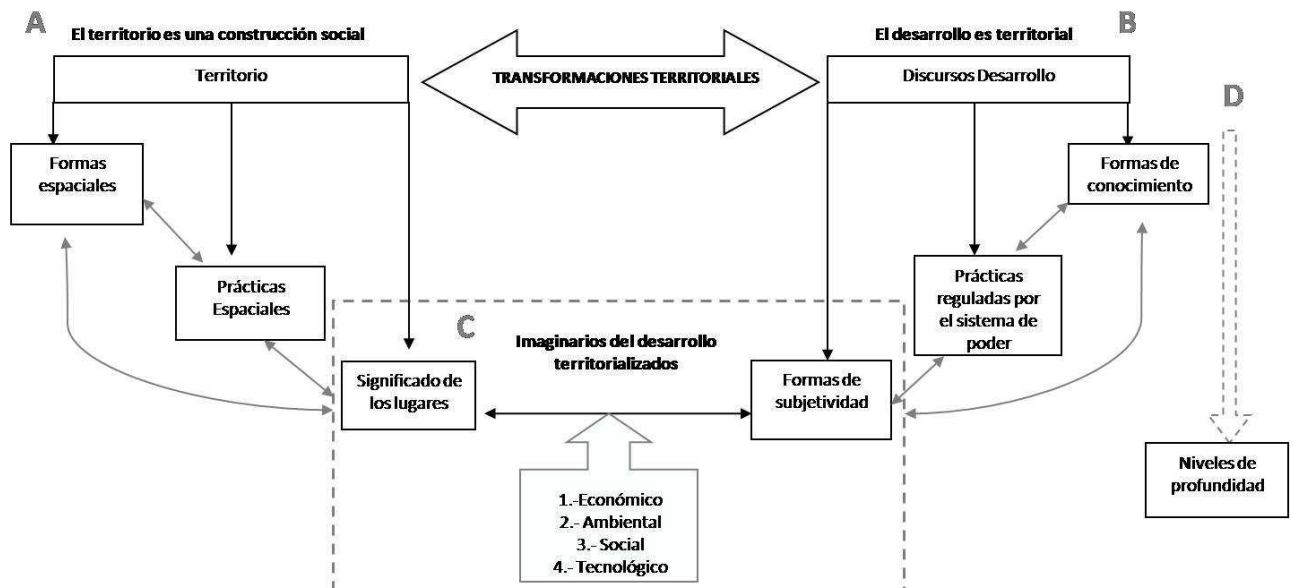 A
El territorio es una construcción social
Territorio
TRANSFORMACIONES TERRITORIALES
El desarrollo es territorial
B
Discursos Desarrollo
D
Formas
espaciales
Formas de
conocimiento
Prácticas
Espaciales
Prácticas
reguladas por
el sistema de
poder
C
Imaginarios del desarrollo
territorializados
Significado de
los lugares
Formas de
subjetividad
Niveles de
profundidad
1.-Económico
2.- Ambiental
3.- Social
4.- Tecnológico